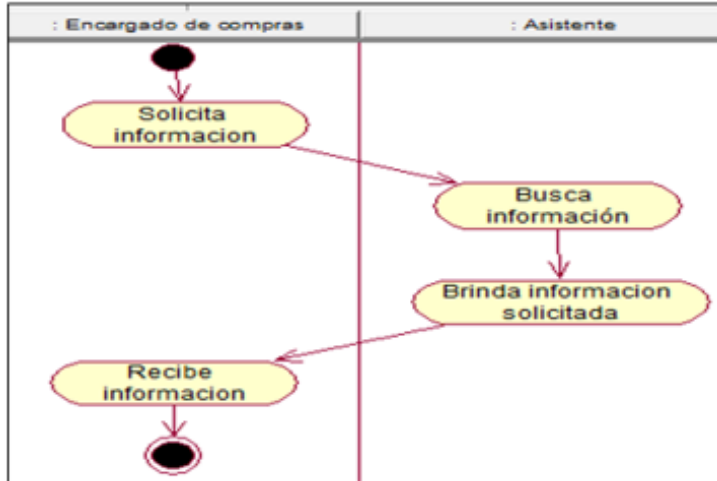 : Encargado de compras
: Asistente
Solicita
informacion
Busca
información
Brinda informacion
solicitada
Recibe
informacion